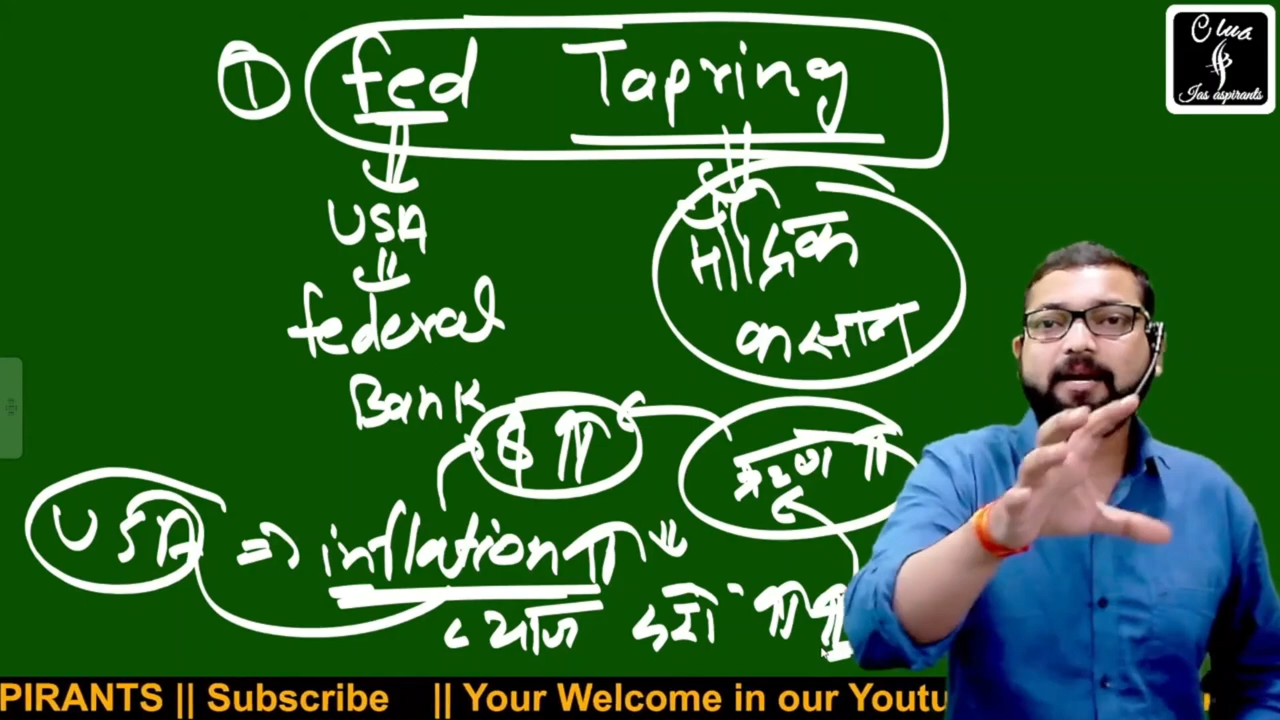 Clue
Ias aspirants
① fed Tapring
USA
मौद्रिक
federal
कसाव
Bank
$ ⇈
USA ⇒ inflation ⇈ ↓
ब्याज दरों ⇈
PIRANTS || Subscribe || Your Welcome in our Youtu